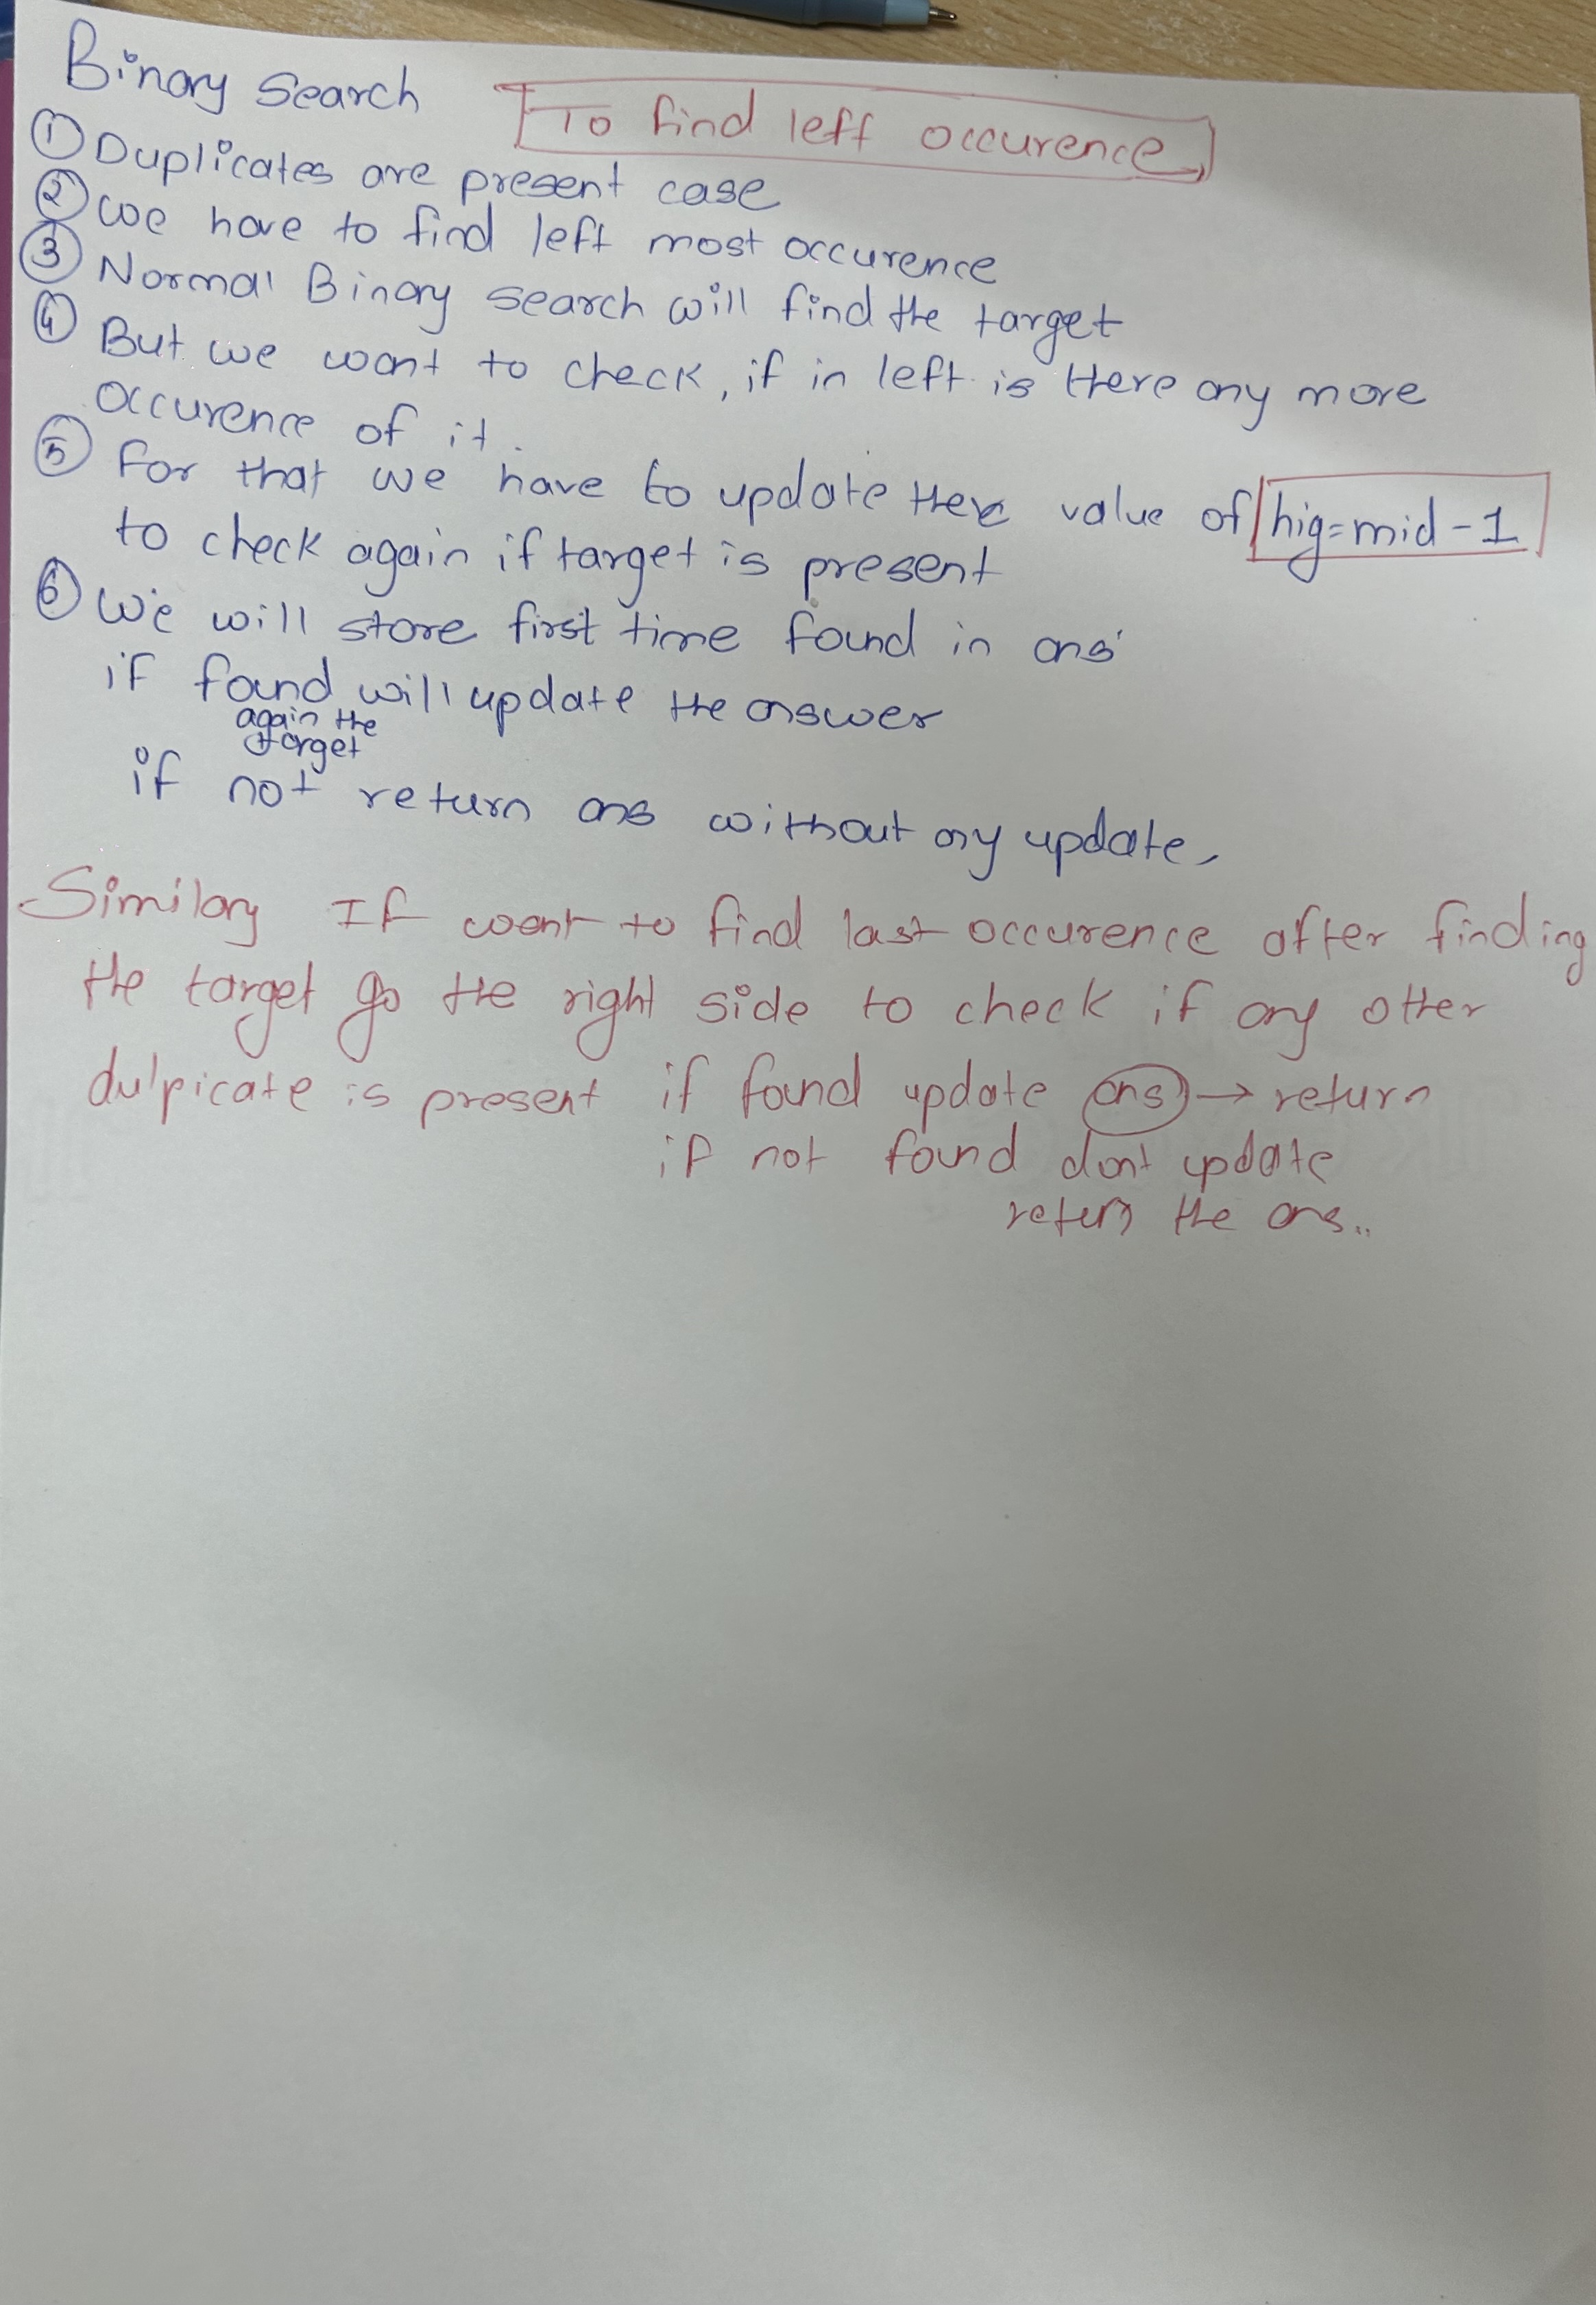 Binary Search
To find left occurence
① Duplicates are present case
② We have to find left most occurence
③ Normal Binary Search will find the target
④ But we want to check, if in left is there any more
occurence of it.
⑤ For that we have to update there value of hig=mid-1
to check again if target is present
⑥ We will store first time found in ans
if found will update the answer
again the
target
if not return ans without any update,
Similary If want to find last occurence after finding
the target go the right side to check if any other
dulpicate is present if found update ans → return
if not found dont update
return the ans..